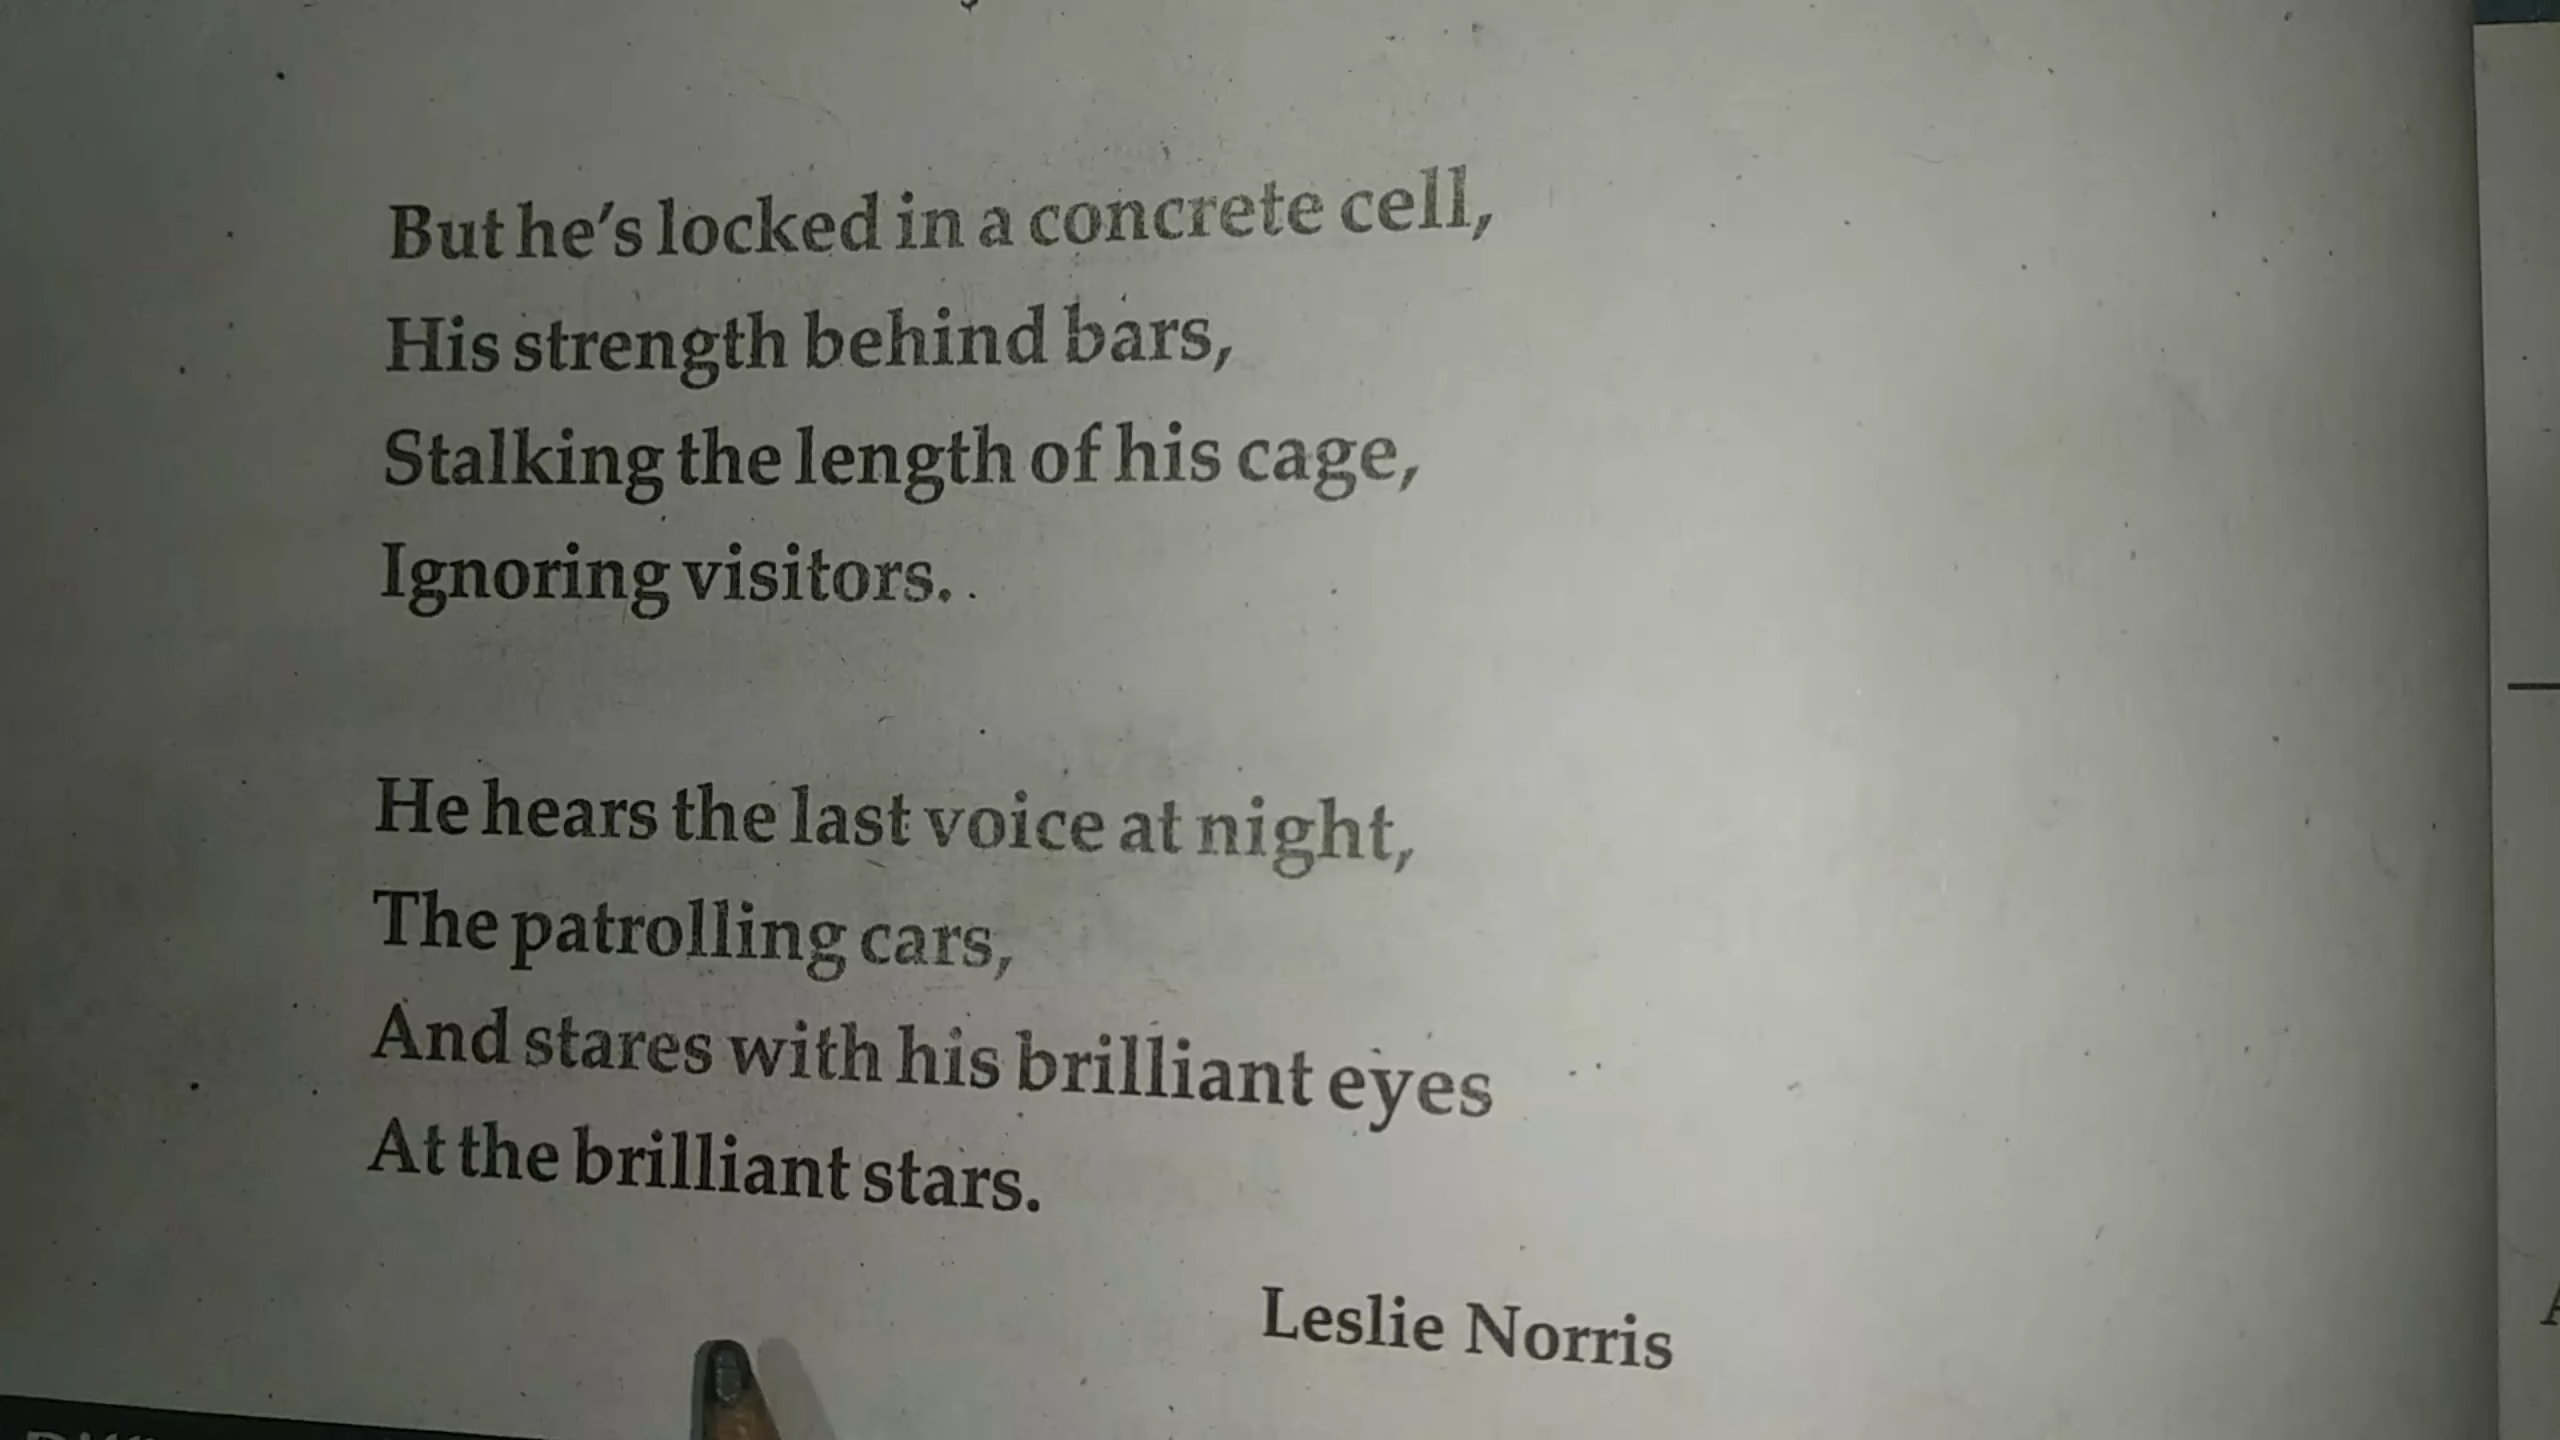 But he's locked in a concrete cell,
His strength behind bars,
Stalking the length of his cage,
Ignoring visitors.
He hears the last voice at night,
The patrolling cars,
And stares with his brilliant eyes
At the brilliant stars.
Leslie Norris